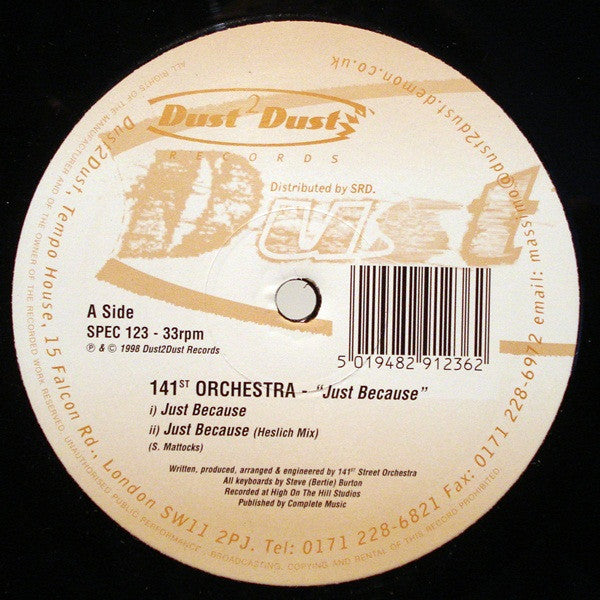 Dust 2 Dust
RECORDS
Distributed by SRD.
Dust
A Side
SPEC 123 - 33rpm
℗ & © 1998 Dust2Dust Records
5 019482 912362
141ST ORCHESTRA - "Just Because"
i) Just Because
ii) Just Because (Heslich Mix)
(S. Mattocks)
Written, produced, arranged & engineered by 141ST Street Orchestra
All keyboards by Steve (Bertie) Burton
Recorded at High On The Hill Studios
Published by Complete Music
Dust2Dust, Tempo House, 15 Falcon Rd., London SW11 2PJ. Tel: 0171 228-6821 Fax: 0171 228-6972 email: massimo@dust2dust.demon.co.uk
ALL RIGHTS OF THE MANUFACTURER AND OF THE OWNER OF THE RECORDED WORK RESERVED. UNAUTHORISED PUBLIC PERFORMANCE, BROADCASTING, COPYING AND RENTAL OF THIS RECORD PROHIBITED.